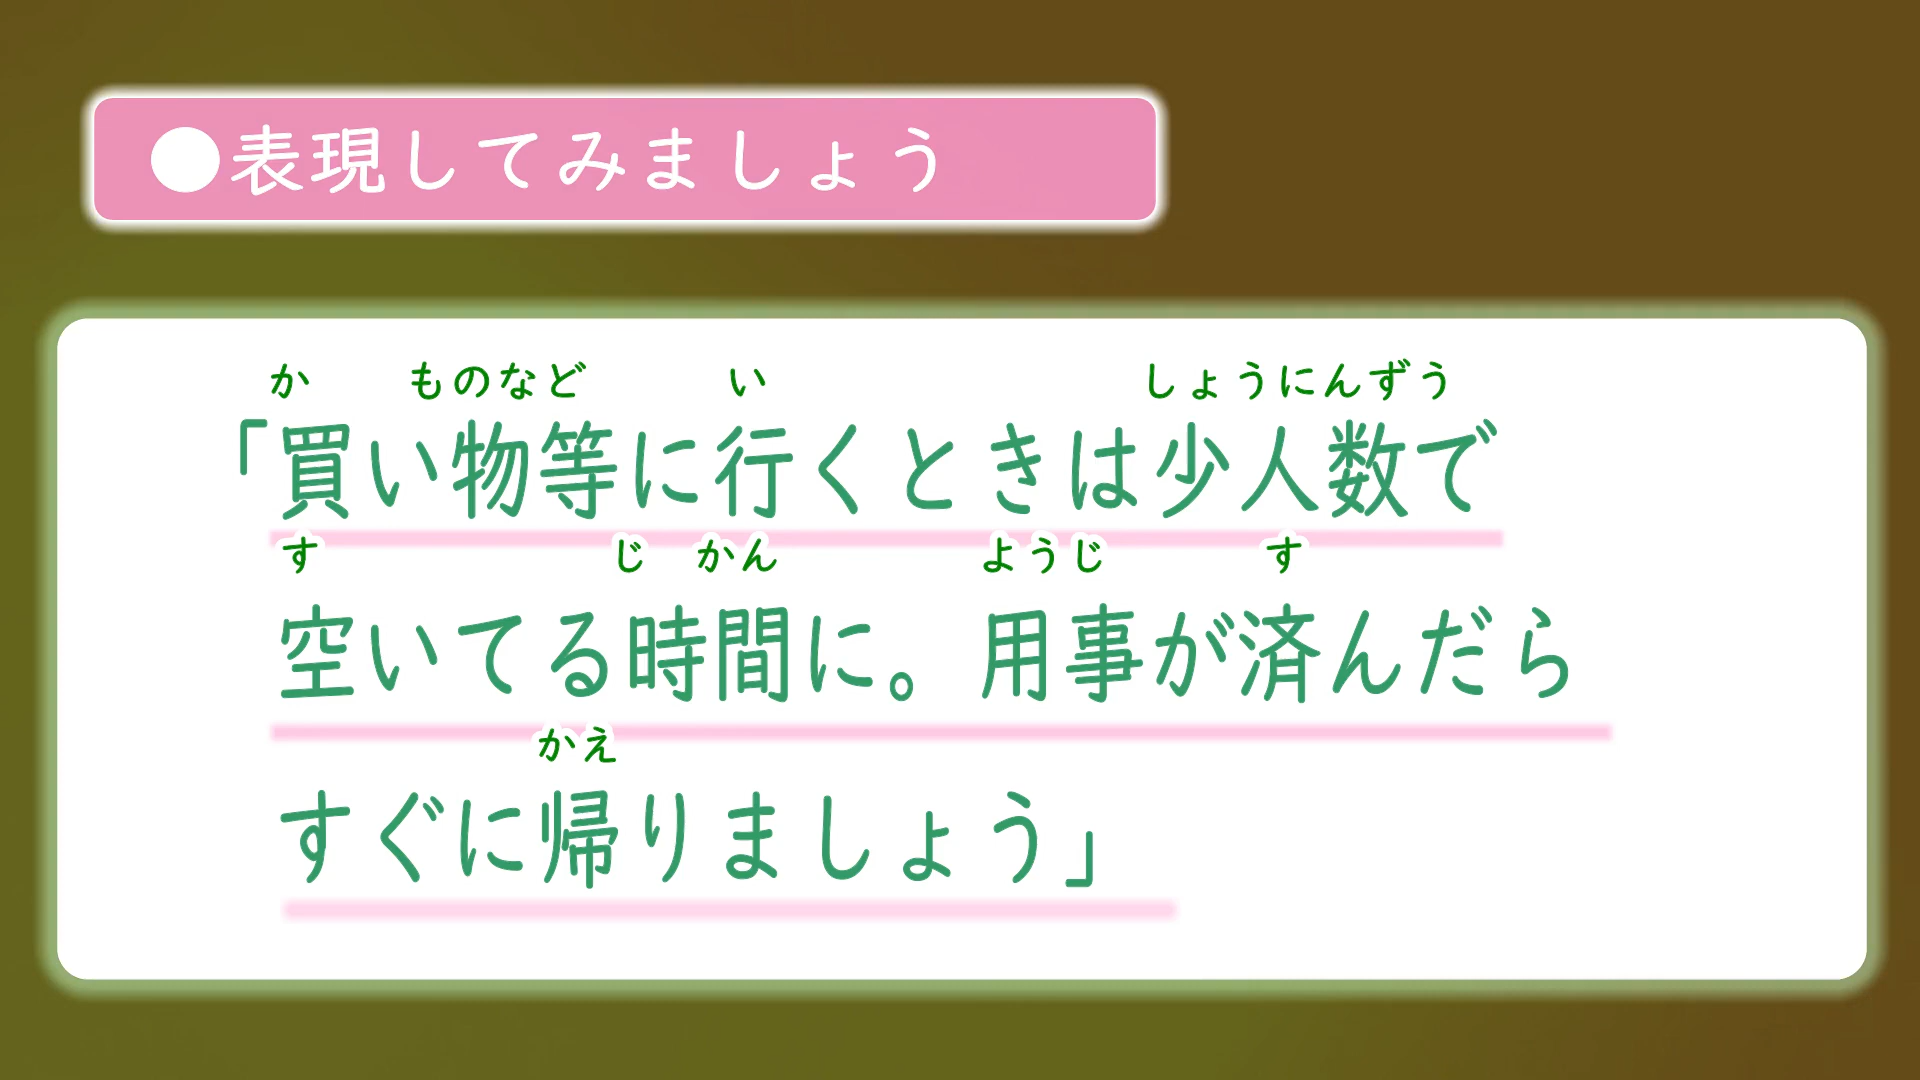 ●表現してみましょう
か ものなど い しょうにんずう
「買い物等に行くときは少人数で
す じ かん ようじ す
空いてる時間に。用事が済んだら
かえ
すぐに帰りましょう」